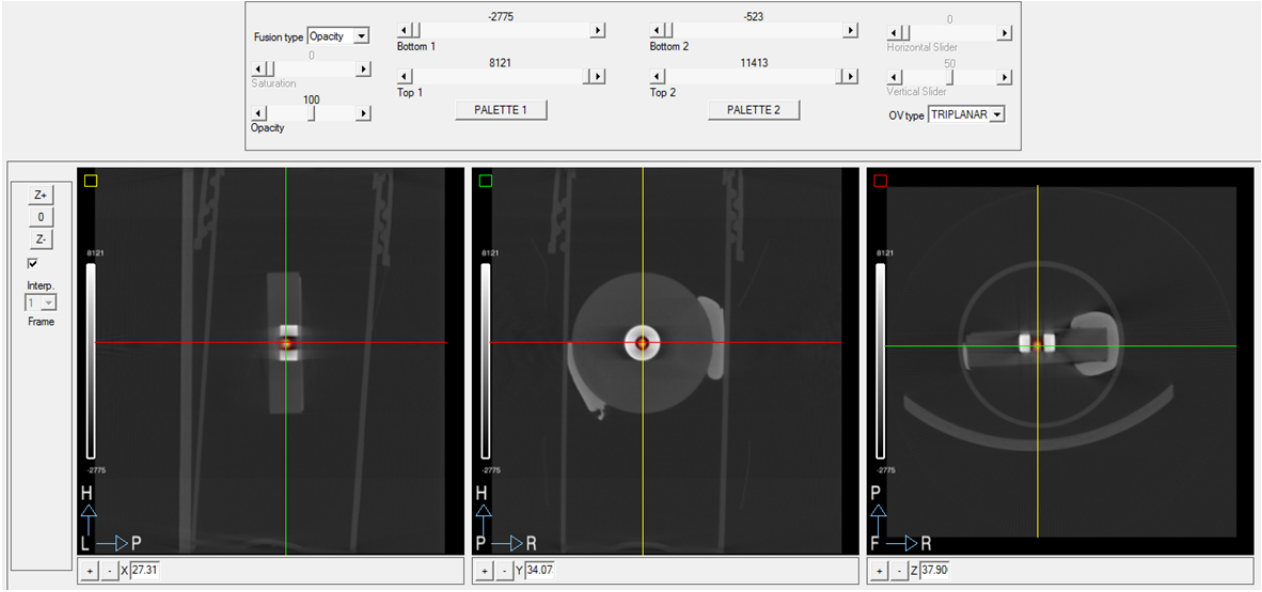 -2775
-523
0
Fusion type Opacity
Bottom 1
Bottom 2
Horizontal Slider
0
8121
11413
50
Saturation
Top 1
Top 2
Vertical Slider
100
PALETTE 1
PALETTE 2
OV type TRIPLANAR
Opacity
Z+
0
Z-
Interp.
1
Frame
8121
-2775
H
L
P
+ - X 27.31
8121
-2775
H
P
R
+ - Y 34.07
8121
-2775
P
F
R
+ - Z 37.90